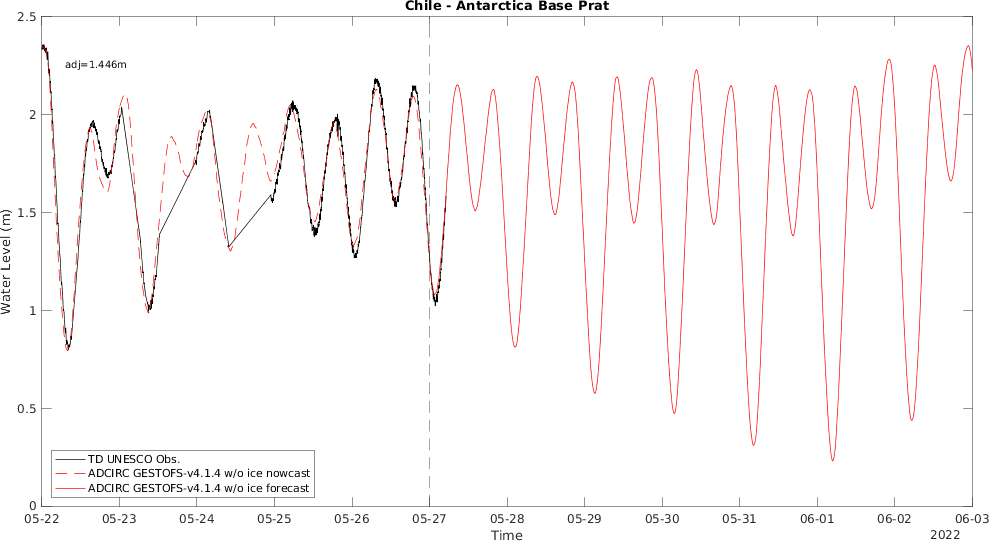 Chile - Antarctica Base Prat
2.5
adj=1.446m
2
1.5
Water Level (m)
1
0.5
TD UNESCO Obs.
ADCIRC GESTOFS-v4.1.4 w/o ice nowcast
ADCIRC GESTOFS-v4.1.4 w/o ice forecast
0
05-22 05-23 05-24 05-25 05-26 05-27 05-28 05-29 05-30 05-31 06-01 06-02 06-03
Time
2022